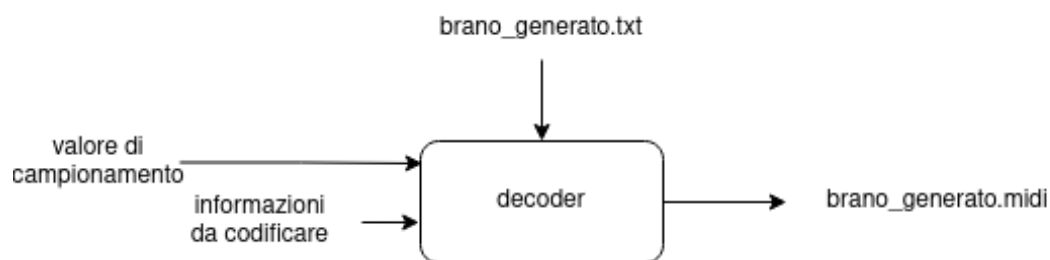 brano_generato.txt
valore di
campionamento
informazioni
da codificare
decoder
brano_generato.midi